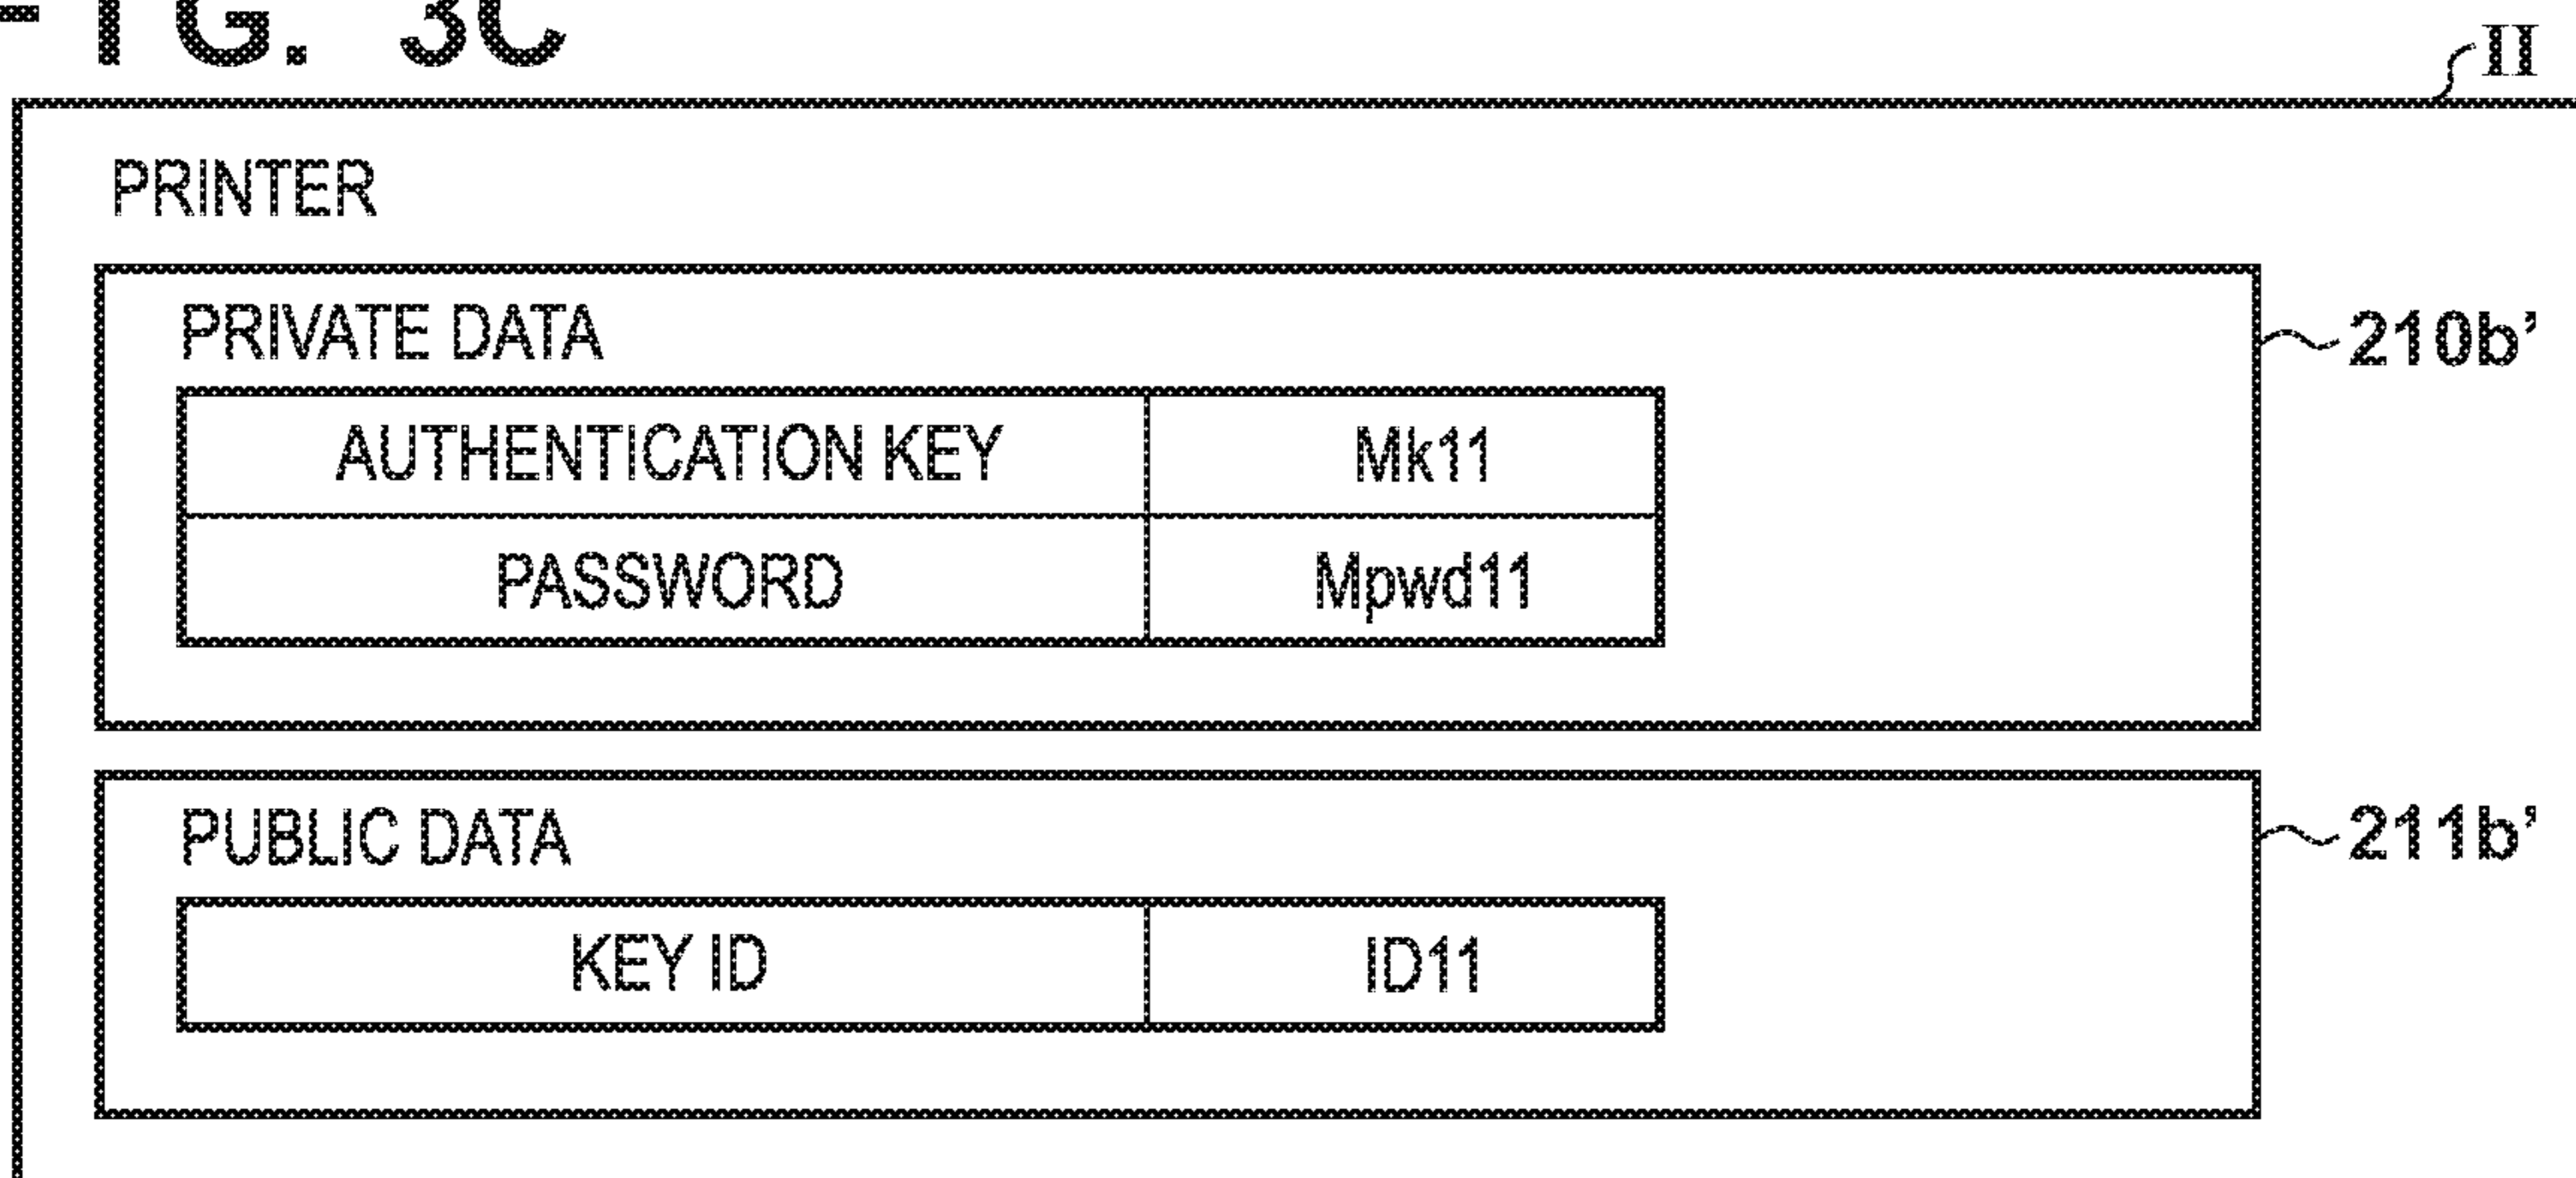 FIG. 3C
II
PRINTER
PRIVATE DATA
210b’
AUTHENTICATION KEY Mk11
PASSWORD Mpwd11
PUBLIC DATA
211b’
KEY ID ID11